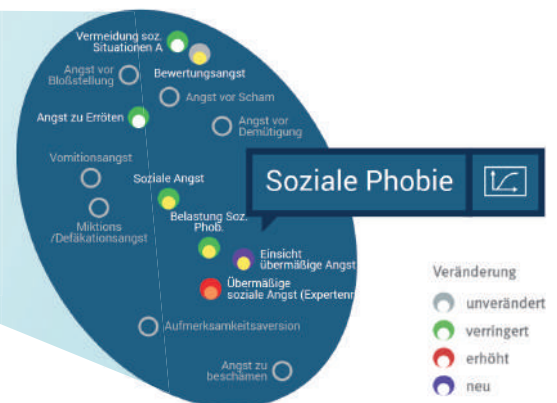 Vermeidung soz.
Situationen A
Bewertungsangst
Angst vor
Bloßstellung
Angst vor Scham
Angst zu Erröten
Angst vor
Demütigung
Vomitionsangst
Soziale Angst
Soziale Phobie
Miktions
/Defäkationsangst
Belastung Soz.
Phob.
Einsicht
übermäßige Angst
Übermäßige
soziale Angst (Expertenr
Aufmerksamkeitsaversion
Angst zu
beschämen
Veränderung
unverändert
verringert
erhöht
neu